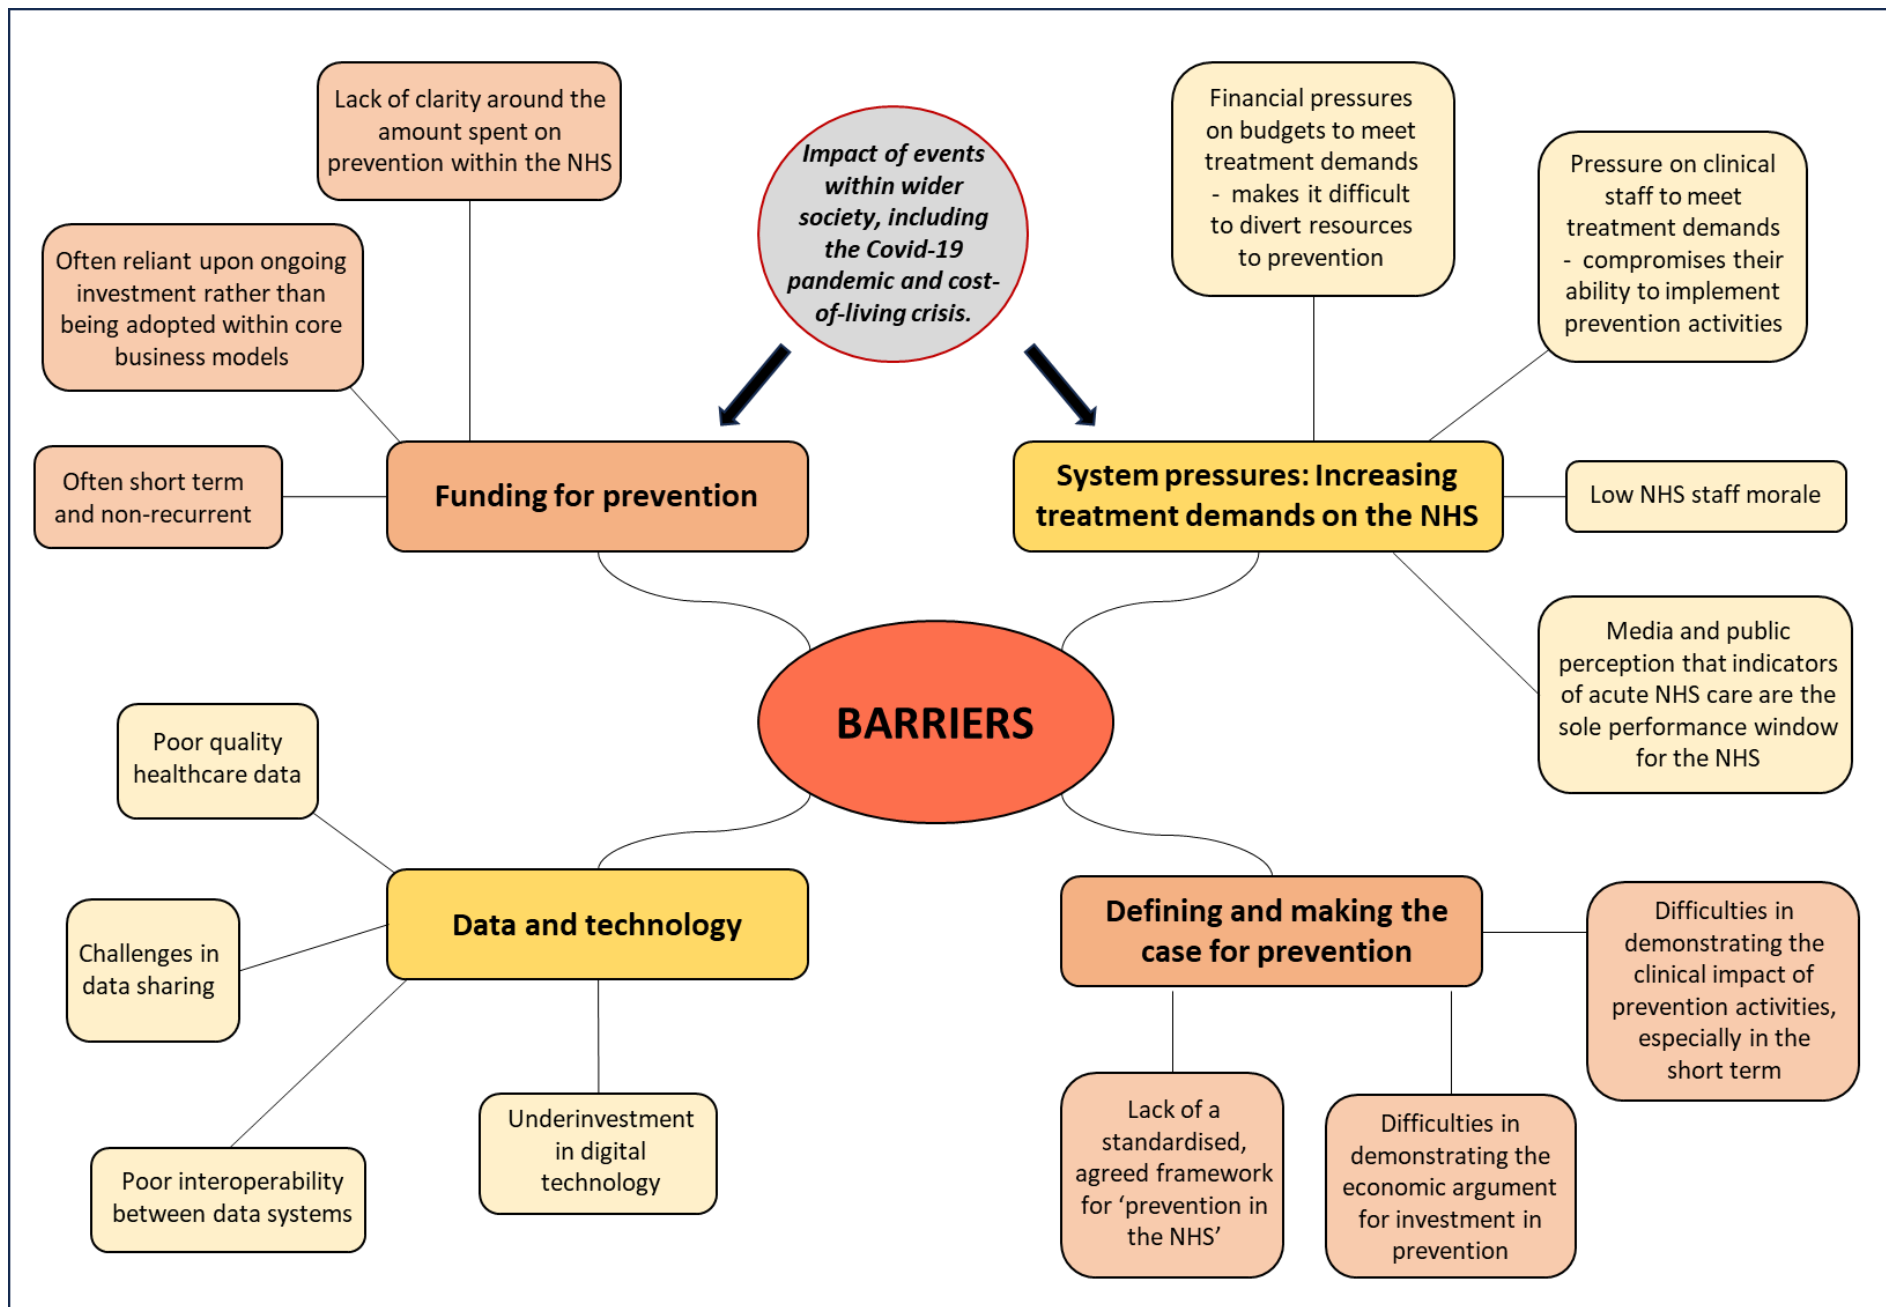 Lack of clarity around the
amount spent on
prevention within the NHS
Often reliant upon ongoing
investment rather than
being adopted within core
business models
Often short term
and non-recurrent
Funding for prevention
Impact of events
within wider
society, including
the Covid-19
pandemic and cost-
of-living crisis.
Financial pressures
on budgets to meet
treatment demands
- makes it difficult
to divert resources
to prevention
Pressure on clinical
staff to meet
treatment demands
- compromises their
ability to implement
prevention activities
System pressures: Increasing
treatment demands on the NHS
Low NHS staff morale
Media and public
perception that indicators
of acute NHS care are the
sole performance window
for the NHS
BARRIERS
Poor quality
healthcare data
Challenges in
data sharing
Data and technology
Poor interoperability
between data systems
Underinvestment
in digital
technology
Defining and making the
case for prevention
Difficulties in
demonstrating the
clinical impact of
prevention activities,
especially in the
short term
Lack of a
standardised,
agreed framework
for ‘prevention in
the NHS’
Difficulties in
demonstrating the
economic argument
for investment in
prevention